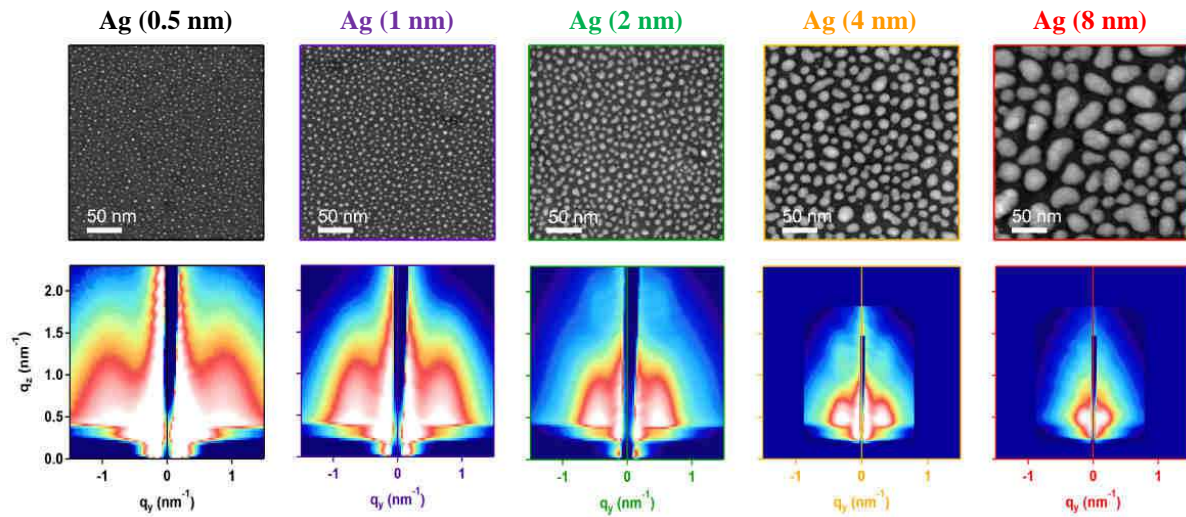 Ag (0.5 nm) Ag (1 nm) Ag (2 nm) Ag (4 nm) Ag (8 nm)
50 nm 50 nm 50 nm 50 nm 50 nm
2.0
1.5
1.0
0.5
0.0
q_z (nm⁻¹)
-1 0 1 -1 0 1 -1 0 1 -1 0 1 -1 0 1
q_y (nm⁻¹) q_y (nm⁻¹) q_y (nm⁻¹) q_y (nm⁻¹) q_y (nm⁻¹)